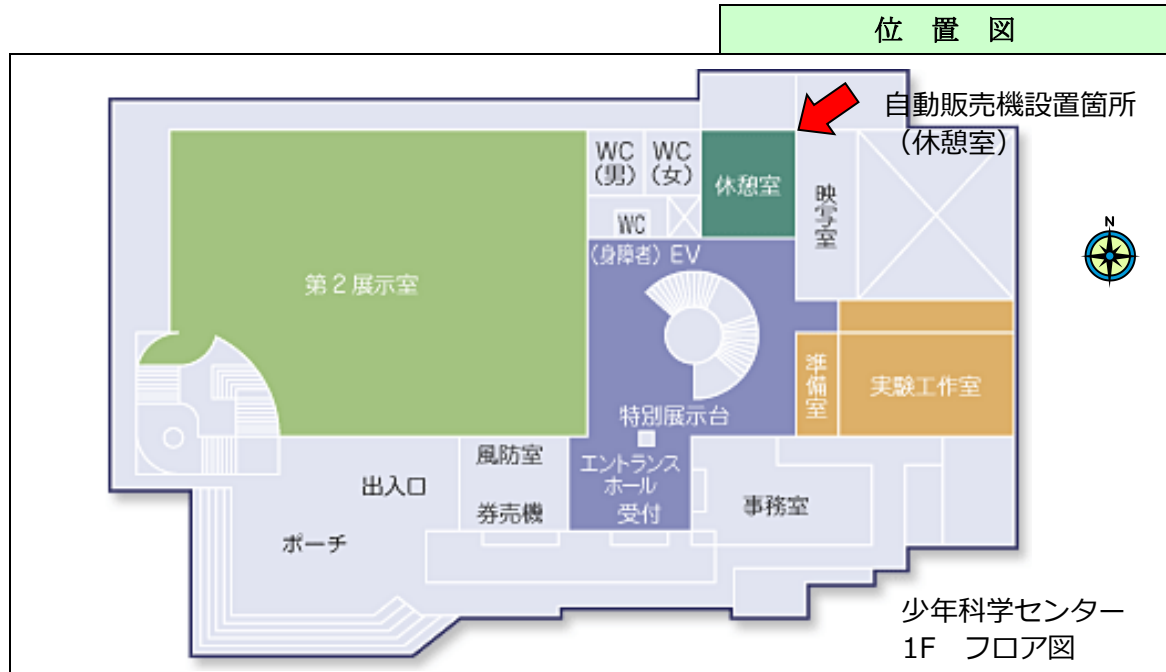 位 置 図
自動販売機設置箇所
（休憩室）
WC
（男）
WC
（女）
休憩室
映写室
WC
（身障者）EV
N
第２展示室
準備室
実験工作室
特別展示台
風防室
エントランス
ホール
受付
出入口
券売機
事務室
ポーチ
少年科学センター
1F　フロア図